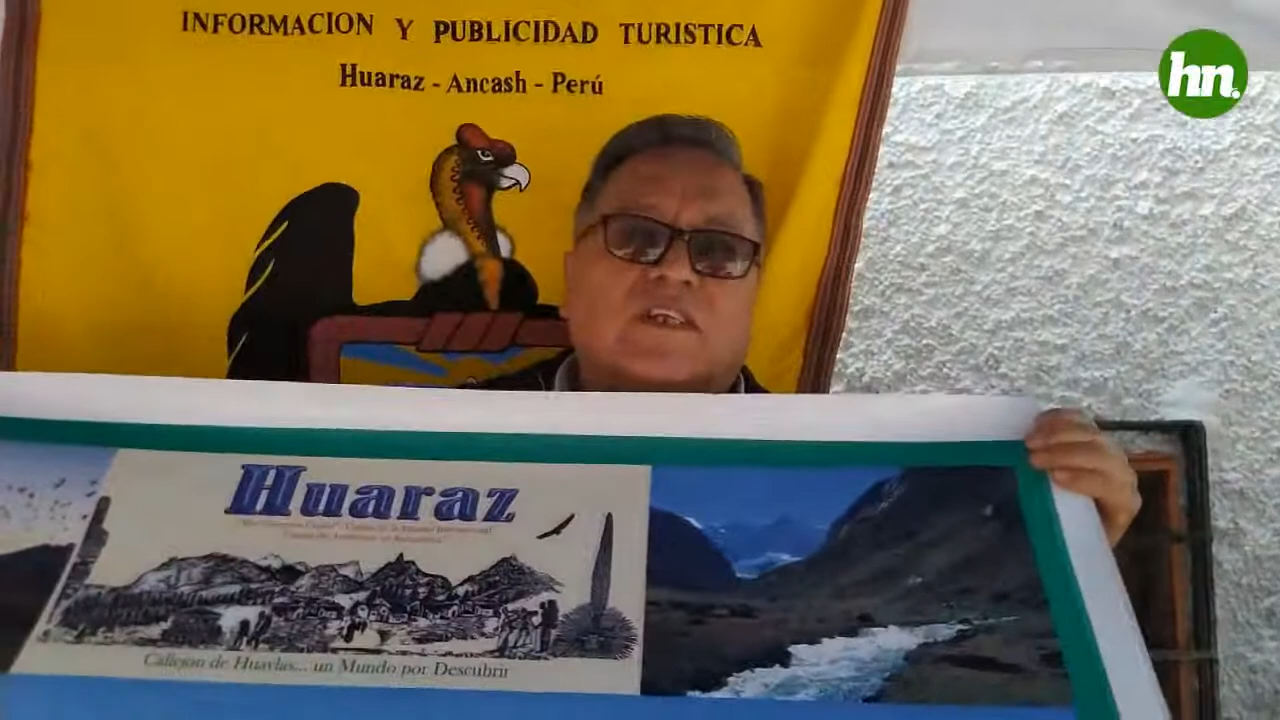 INFORMACION Y PUBLICIDAD TURISTICA
Huaraz - Ancash - Perú
hn.
Huaraz
Callejon de Huaylas... un Mundo por Descubrir